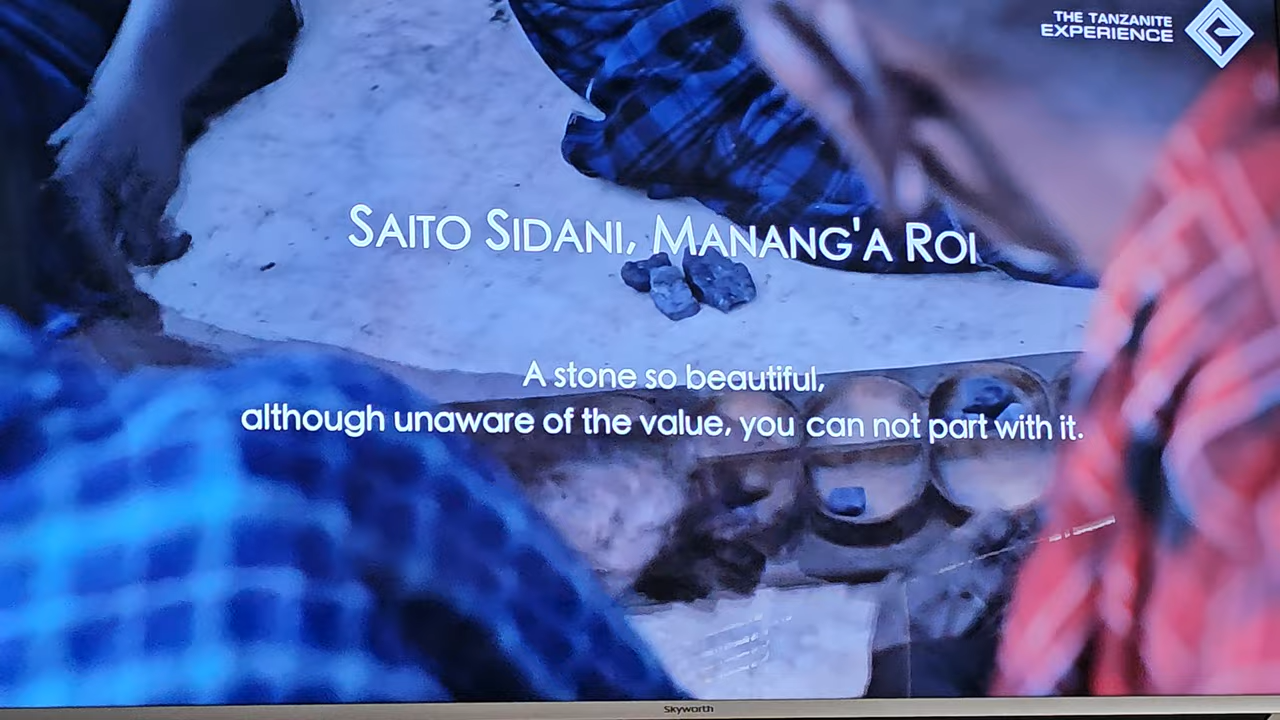 THE TANZANITE
EXPERIENCE
SAITO SIDANI, MANANG'A ROI
A stone so beautiful,
although unaware of the value, you can not part with it.
Skyworth